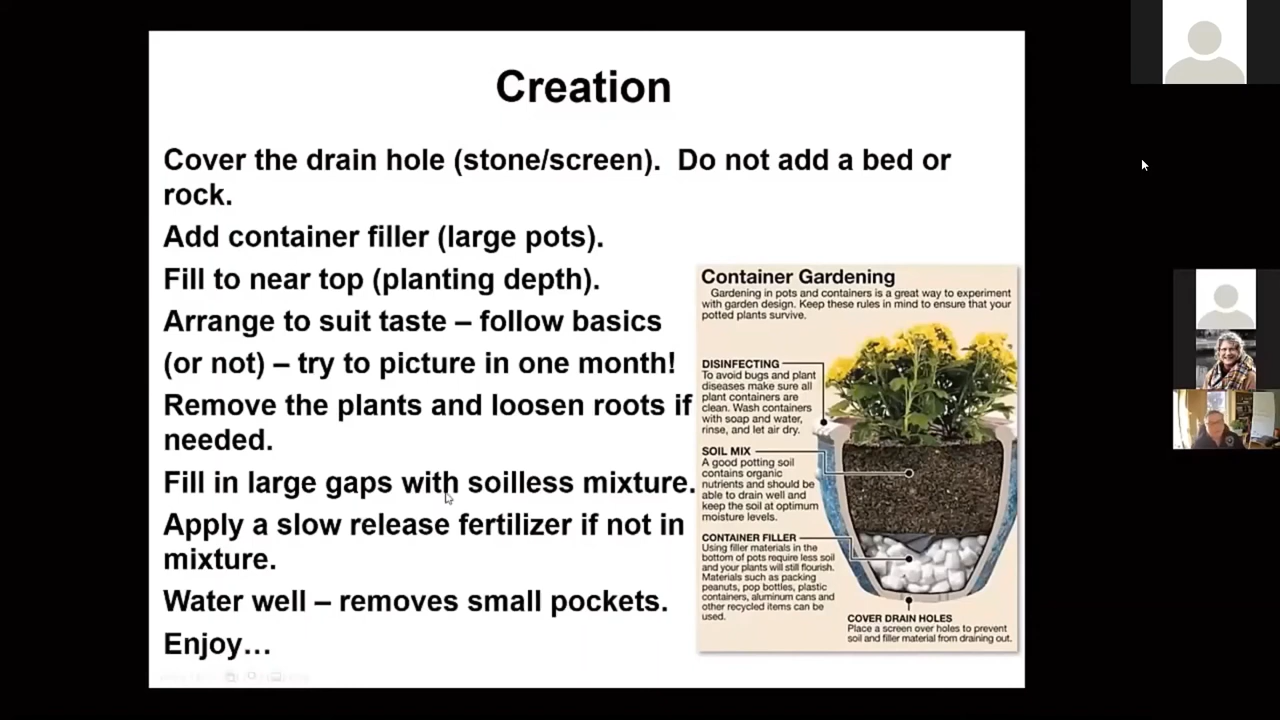 Creation
Cover the drain hole (stone/screen). Do not add a bed or
rock.
Add container filler (large pots).
Fill to near top (planting depth).
Arrange to suit taste – follow basics
(or not) – try to picture in one month!
Remove the plants and loosen roots if
needed.
Fill in large gaps with soilless mixture.
Apply a slow release fertilizer if not in
mixture.
Water well – removes small pockets.
Enjoy…
Container Gardening
Gardening in pots and containers is a great way to experiment
with garden design. Keep these rules in mind to ensure that your
potted plants survive.
DISINFECTING
To avoid bugs and plant
diseases make sure all
plant containers are
clean. Wash containers
with soap and water,
rinse, and let air dry.
SOIL MIX
A good potting soil
contains organic
nutrients and should be
able to drain well and
keep the soil at optimum
moisture levels.
CONTAINER FILLER
Using filler materials in the
bottom of pots require less soil
and your plants will still flourish.
Materials such as packing
peanuts, pop bottles, plastic
containers, aluminum cans and
other recycled items can be
used.
COVER DRAIN HOLES
Place a screen over holes to prevent
soil and filler material from draining out.